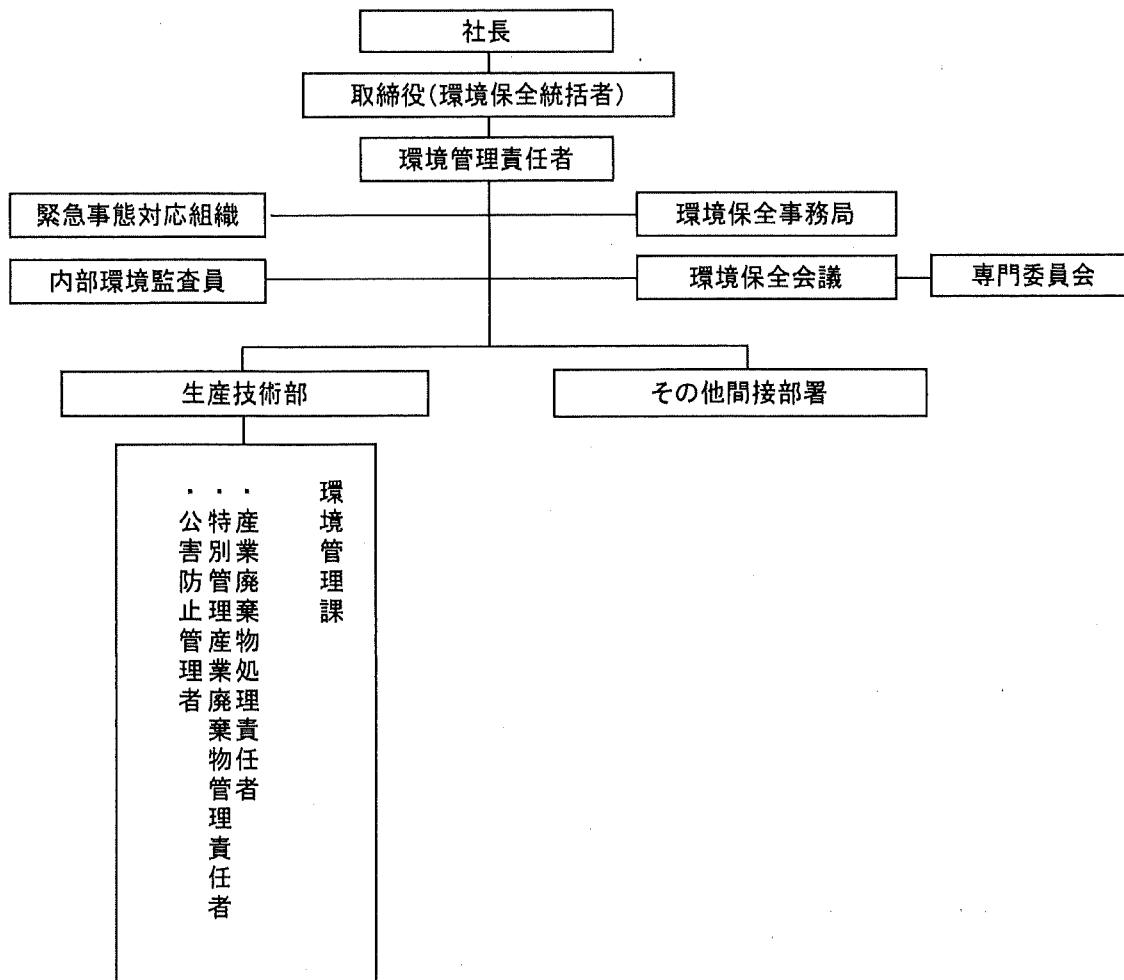 社長
取締役(環境保全統括者)
環境管理責任者
緊急事態対応組織
環境保全事務局
内部環境監査員
環境保全会議
専門委員会
生産技術部
その他間接部署
環境管理課
・産業廃棄物処理責任者
・特別管理産業廃棄物管理責任者
・公害防止管理者